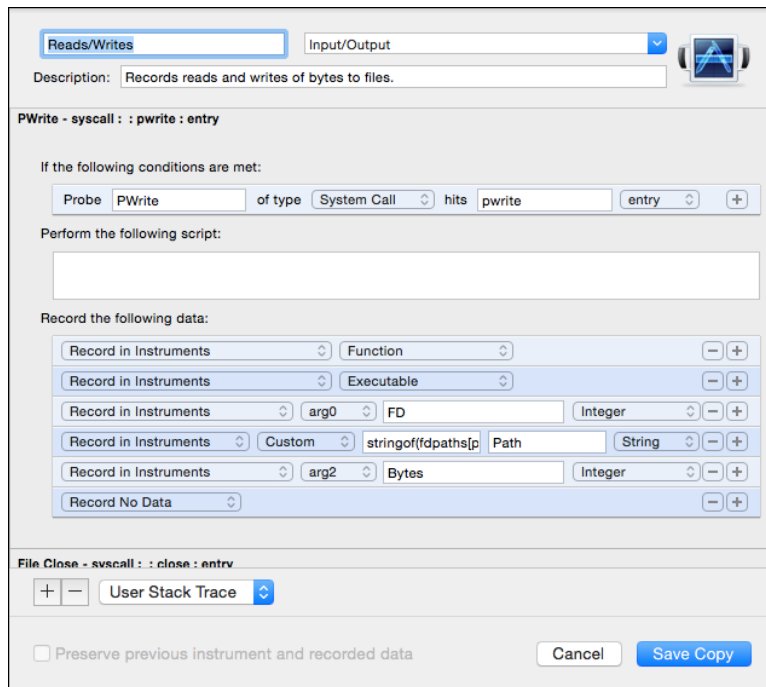 Reads/Writes Input/Output
Description: Records reads and writes of bytes to files.
PWrite - syscall : : pwrite : entry
If the following conditions are met:
Probe PWrite of type System Call hits pwrite entry
Perform the following script:
Record the following data:
Record in Instruments Function
Record in Instruments Executable
Record in Instruments arg0 FD Integer
Record in Instruments Custom stringof(fdpaths[p Path String
Record in Instruments arg2 Bytes Integer
Record No Data
File Close - syscall : : close : entry
User Stack Trace
Preserve previous instrument and recorded data Cancel Save Copy